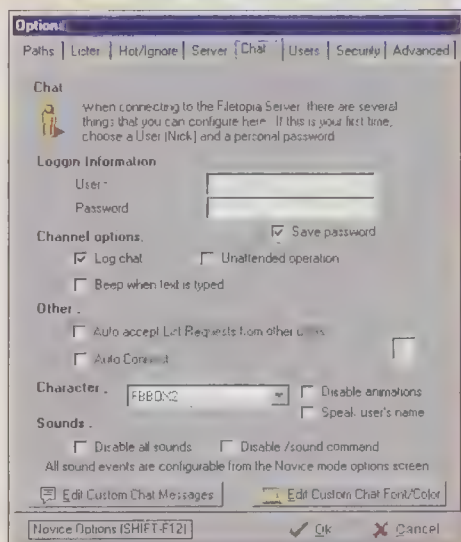 Options
Paths Lister Hot/Ignore Server Chat Users Security Advanced
Chat
When connecting to the Filetopia Server, there are several
things that you can configure here. If this is your first time,
choose a User [Nick] and a personal password
Loggin Information
User
Password
Save password
Channel options.
Log chat Unattended operation
Beep when text is typed
Other .
Auto accept List Requests from other users
Auto Connect
Character . Disable animations
Speak user's name
Sounds .
Disable all sounds Disable /sound command
All sound events are configurable from the Novice mode options screen
Edit Custom Chat Messages Edit Custom Chat Font/Color
Novice Options [SHIFT-F12] Ok Cancel